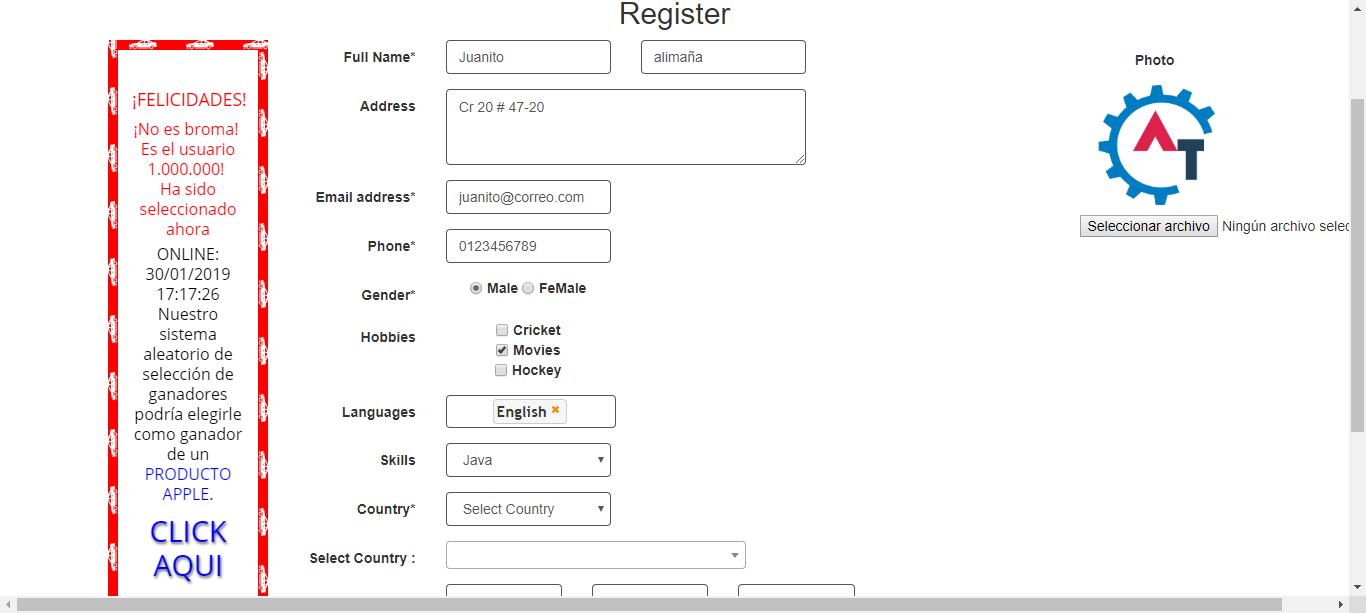 Register
¡FELICIDADES!
¡No es broma!
Es el usuario
1.000.000!
Ha sido
seleccionado
ahora
ONLINE:
30/01/2019
17:17:26
Nuestro
sistema
aleatorio de
selección de
ganadores
podría elegirle
como ganador
de un
PRODUCTO
APPLE.
CLICK
AQUI
Full Name* Juanito alimaña
Address Cr 20 # 47-20
Email address* juanito@correo.com
Phone* 0123456789
Gender* Male FeMale
Hobbies Cricket
Movies
Hockey
Languages English
Skills Java
Country* Select Country
Select Country :
Photo
AT
Seleccionar archivo Ningún archivo selec